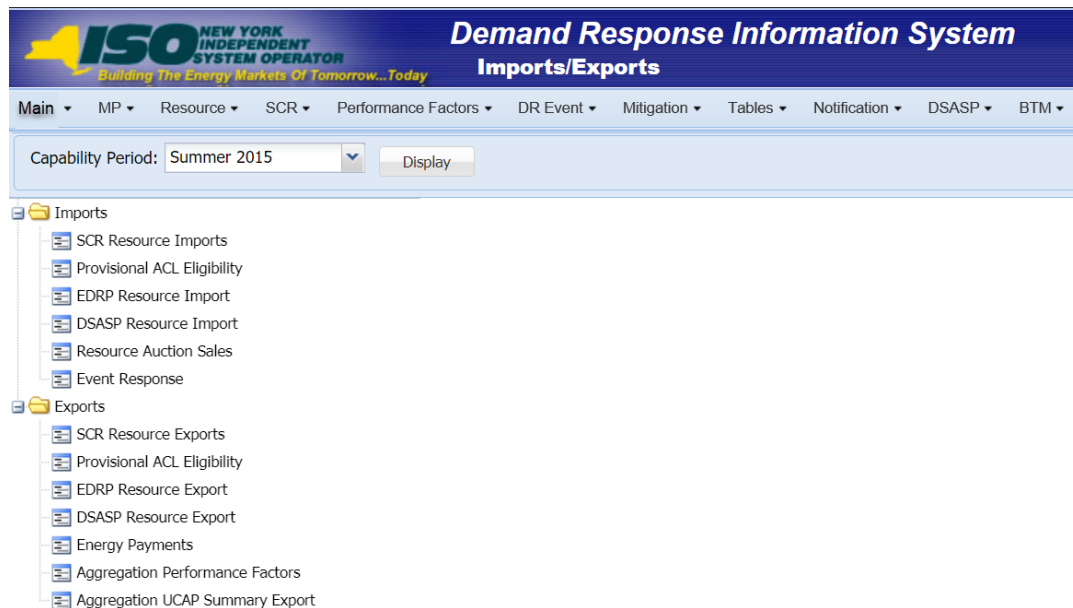 NEW YORK
ISO INDEPENDENT
SYSTEM OPERATOR
Building The Energy Markets Of Tomorrow...Today
Demand Response Information System
Imports/Exports
Main MP Resource SCR Performance Factors DR Event Mitigation Tables Notification DSASP BTM
Capability Period: Summer 2015 Display
Imports
SCR Resource Imports
Provisional ACL Eligibility
EDRP Resource Import
DSASP Resource Import
Resource Auction Sales
Event Response
Exports
SCR Resource Exports
Provisional ACL Eligibility
EDRP Resource Export
DSASP Resource Export
Energy Payments
Aggregation Performance Factors
Aggregation UCAP Summary Export